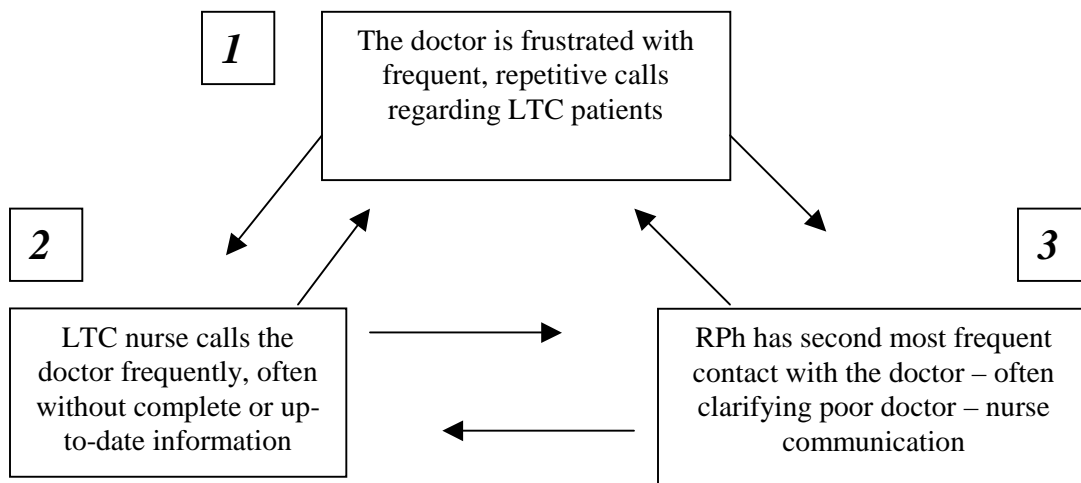 1
The doctor is frustrated with
frequent, repetitive calls
regarding LTC patients
2
3
LTC nurse calls the
doctor frequently, often
without complete or up-
to-date information
RPh has second most frequent
contact with the doctor – often
clarifying poor doctor – nurse
communication